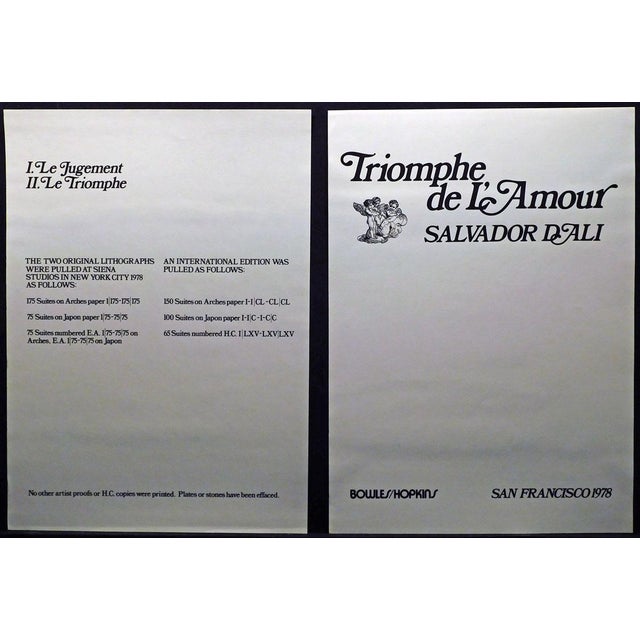 I. Le Jugement
II. Le Triomphe
THE TWO ORIGINAL LITHOGRAPHS
WERE PULLED AT SIENA
STUDIOS IN NEW YORK CITY 1978
AS FOLLOWS:
175 Suites on Arches paper 1|175-175|175
75 Suites on Japon paper 1|75-75|75
75 Suites numbered E.A. 1|75-75|75 on
Arches, E.A. 1|75-75|75 on Japon
AN INTERNATIONAL EDITION WAS
PULLED AS FOLLOWS:
150 Suites on Arches paper I-I|CL-CL|CL
100 Suites on Japon paper I-I|C-I-C|C
65 Suites numbered H.C. I|LXV-LXV|LXV
No other artist proofs or H.C. copies were printed. Plates or stones have been effaced.
Triomphe
de L'Amour
SALVADOR DALI
BOWLES/HOPKINS
SAN FRANCISCO 1978